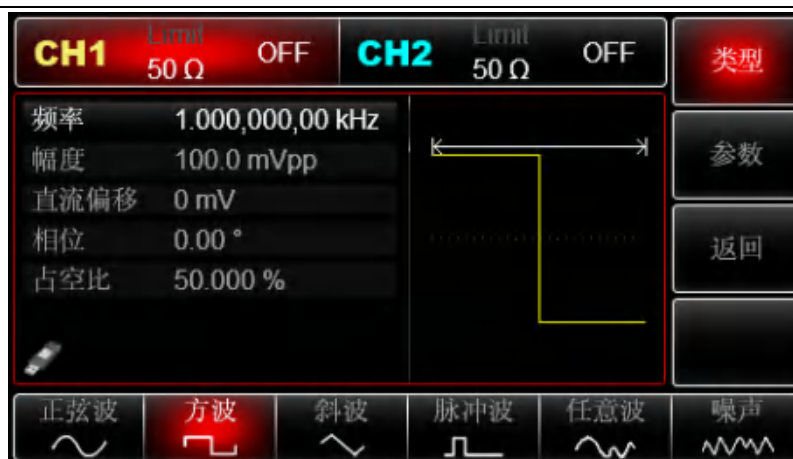 CH1 Limit 50 Ω OFF CH2 Limit 50 Ω OFF
类型
频率 1.000,000,00 kHz
幅度 100.0 mVpp
直流偏移 0 mV
相位 0.00 °
占空比 50.000 %
参数
返回
正弦波 方波 斜波 脉冲波 任意波 噪声